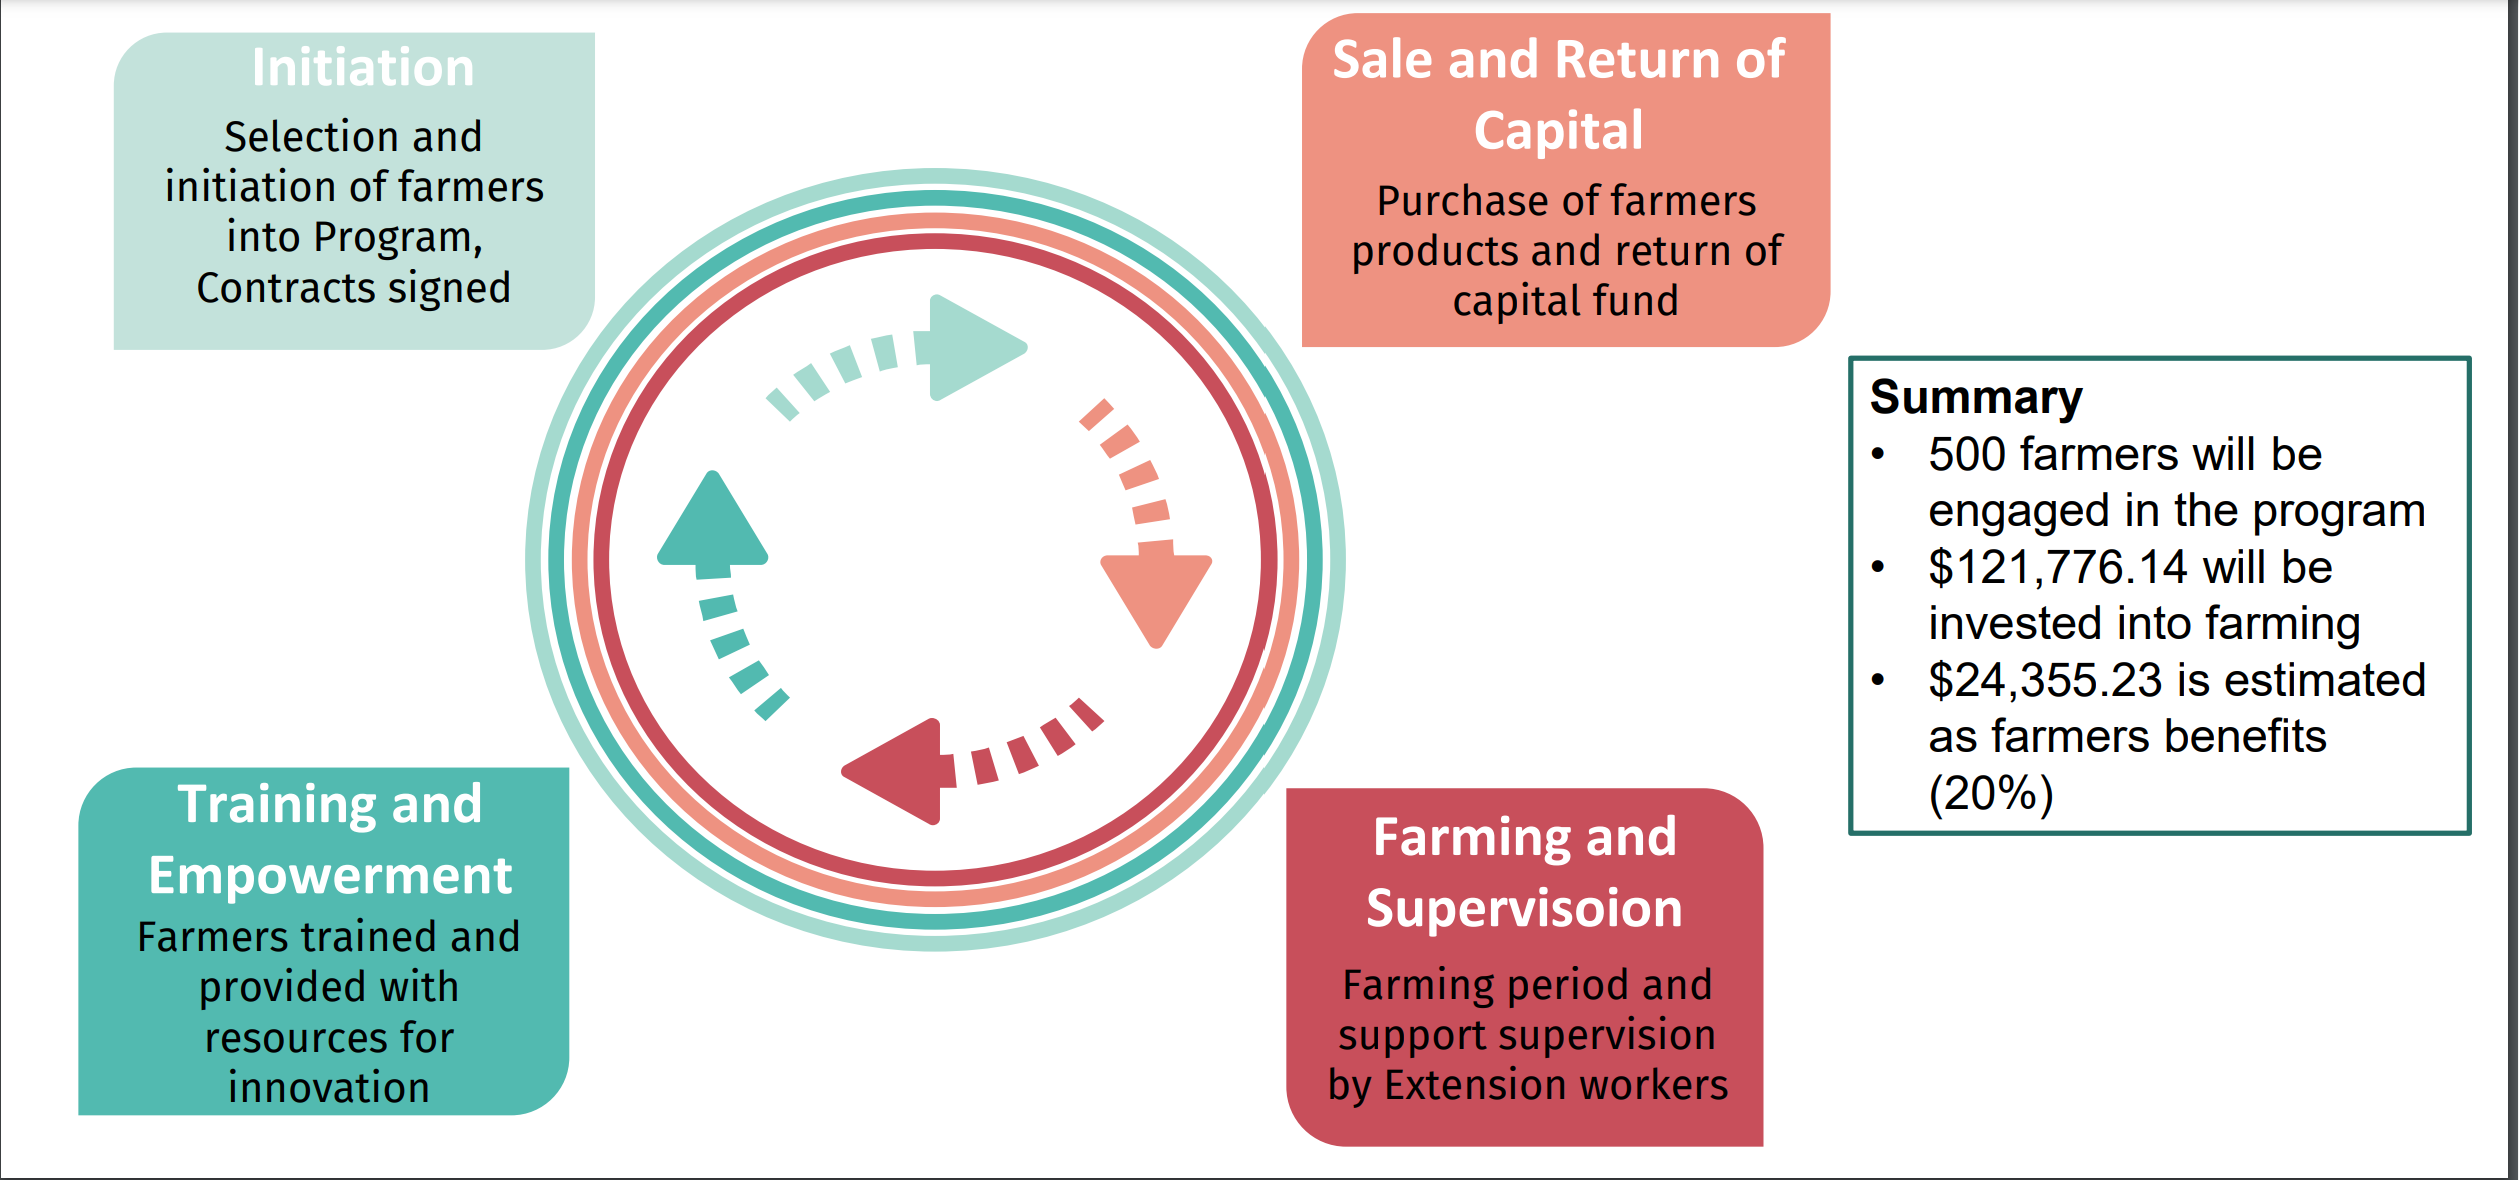 Initiation
Selection and
initiation of farmers
into Program,
Contracts signed
Sale and Return of
Capital
Purchase of farmers
products and return of
capital fund
Summary
• 500 farmers will be
engaged in the program
• $121,776.14 will be
invested into farming
• $24,355.23 is estimated
as farmers benefits
(20%)
Training and
Empowerment
Farmers trained and
provided with
resources for
innovation
Farming and
Supervisoion
Farming period and
support supervision
by Extension workers